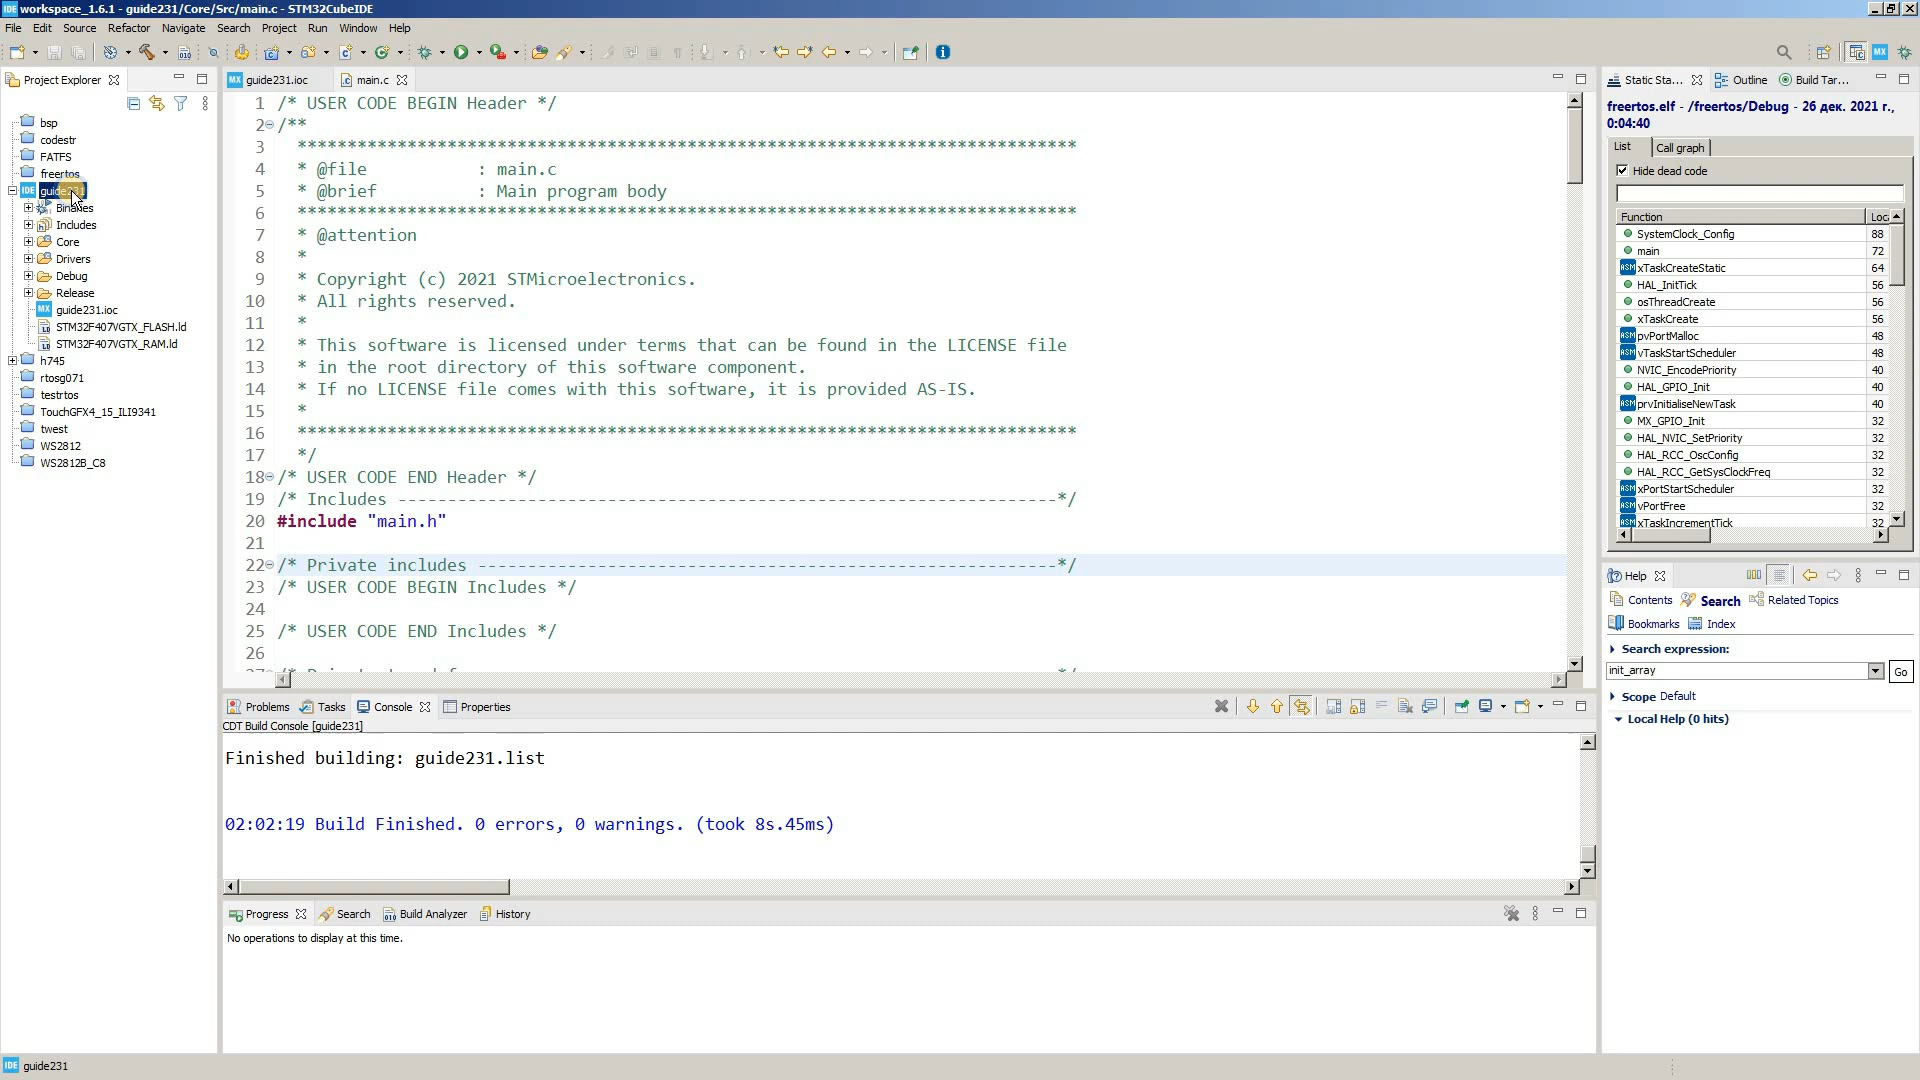 workspace_1.6.1 - guide231/Core/Src/main.c - STM32CubeIDE
File Edit Source Refactor Navigate Search Project Run Window Help
Project Explorer
bsp
codestr
FATFS
freertos
guide231
Binaries
Includes
Core
Drivers
Debug
Release
guide231.ioc
STM32F407VGTX_FLASH.ld
STM32F407VGTX_RAM.ld
h745
rtosg071
testrtos
TouchGFX4_15_ILI9341
twest
WS2812
WS2812B_C8
guide231.ioc main.c
1 /* USER CODE BEGIN Header */
2 /**
3 ******************************************************************************
4 * @file : main.c
5 * @brief : Main program body
6 ******************************************************************************
7 * @attention
8 *
9 * Copyright (c) 2021 STMicroelectronics.
10 * All rights reserved.
11 *
12 * This software is licensed under terms that can be found in the LICENSE file
13 * in the root directory of this software component.
14 * If no LICENSE file comes with this software, it is provided AS-IS.
15 *
16 ******************************************************************************
17 */
18 /* USER CODE END Header */
19 /* Includes ------------------------------------------------------------------*/
20 #include "main.h"
21
22 /* Private includes ----------------------------------------------------------*/
23 /* USER CODE BEGIN Includes */
24
25 /* USER CODE END Includes */
26
Problems Tasks Console Properties
CDT Build Console [guide231]
Finished building: guide231.list
02:02:19 Build Finished. 0 errors, 0 warnings. (took 8s.45ms)
Progress Search Build Analyzer History
No operations to display at this time.
Static Sta... Outline Build Tar...
freertos.elf - /freertos/Debug - 26 дек. 2021 г.,
0:04:40
List Call graph
Hide dead code
Function Loc
SystemClock_Config 88
main 72
xTaskCreateStatic 64
HAL_InitTick 56
osThreadCreate 56
xTaskCreate 56
pvPortMalloc 48
vTaskStartScheduler 48
NVIC_EncodePriority 40
HAL_GPIO_Init 40
prvInitialiseNewTask 40
MX_GPIO_Init 32
HAL_NVIC_SetPriority 32
HAL_RCC_OscConfig 32
HAL_RCC_GetSysClockFreq 32
xPortStartScheduler 32
vPortFree 32
xTaskIncrementTick 32
Help
Contents Search Related Topics
Bookmarks Index
Search expression:
init_array Go
Scope Default
Local Help (0 hits)
IDE guide231